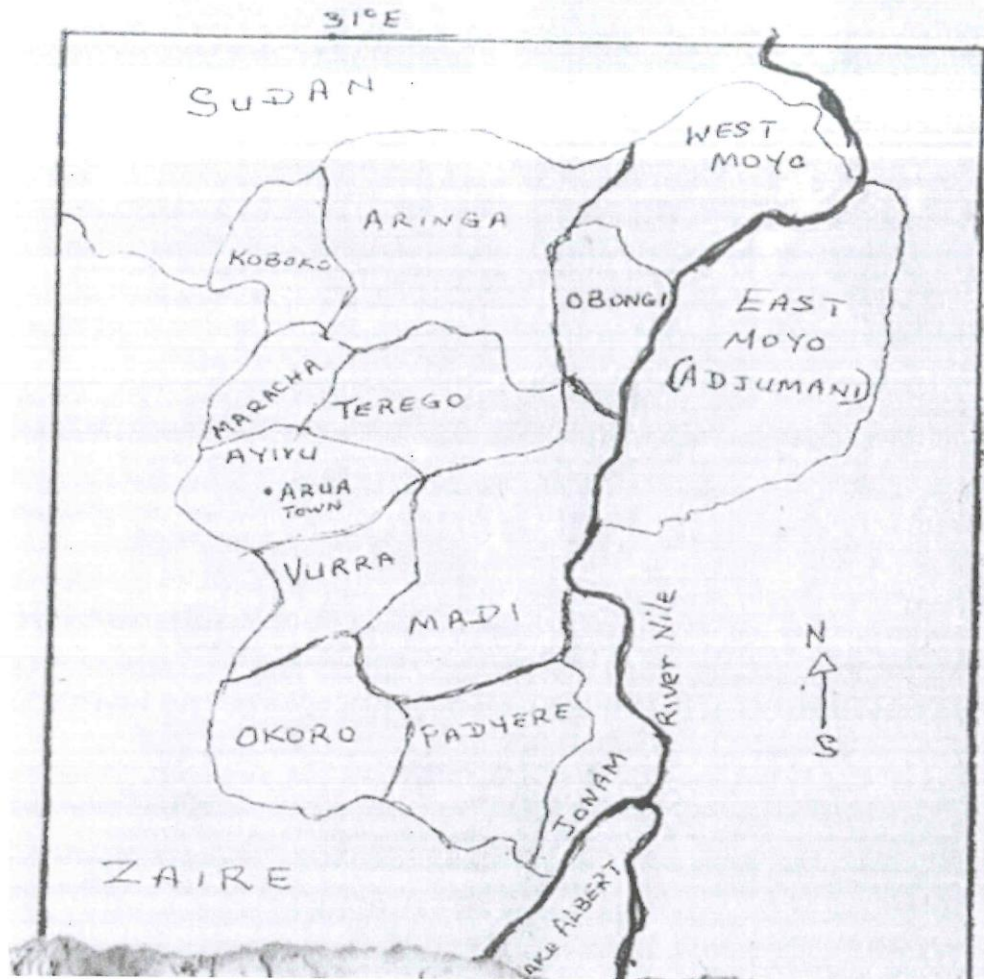 31° E
SUDAN
WEST
MOYO
ARINGA
KOBOKO
OBONGI
EAST
MOYO
(ADJUMANI)
MARACHA
TEREGO
AYIVU
• ARUA
TOWN
VURRA
MADI
River Nile
N
S
OKORO
PADYERE
JONAM
ZAIRE
Lake ALBERT